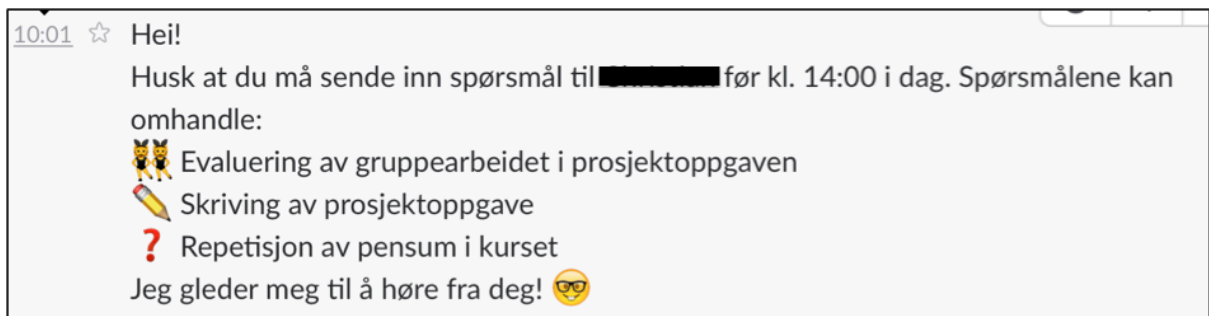 10:01 Hei!
Husk at du må sende inn spørsmål til før kl. 14:00 i dag. Spørsmålene kan
omhandle:
👯 Evaluering av gruppearbeidet i prosjektoppgaven
✏️ Skriving av prosjektoppgave
❓ Repetisjon av pensum i kurset
Jeg gleder meg til å høre fra deg! 🤓